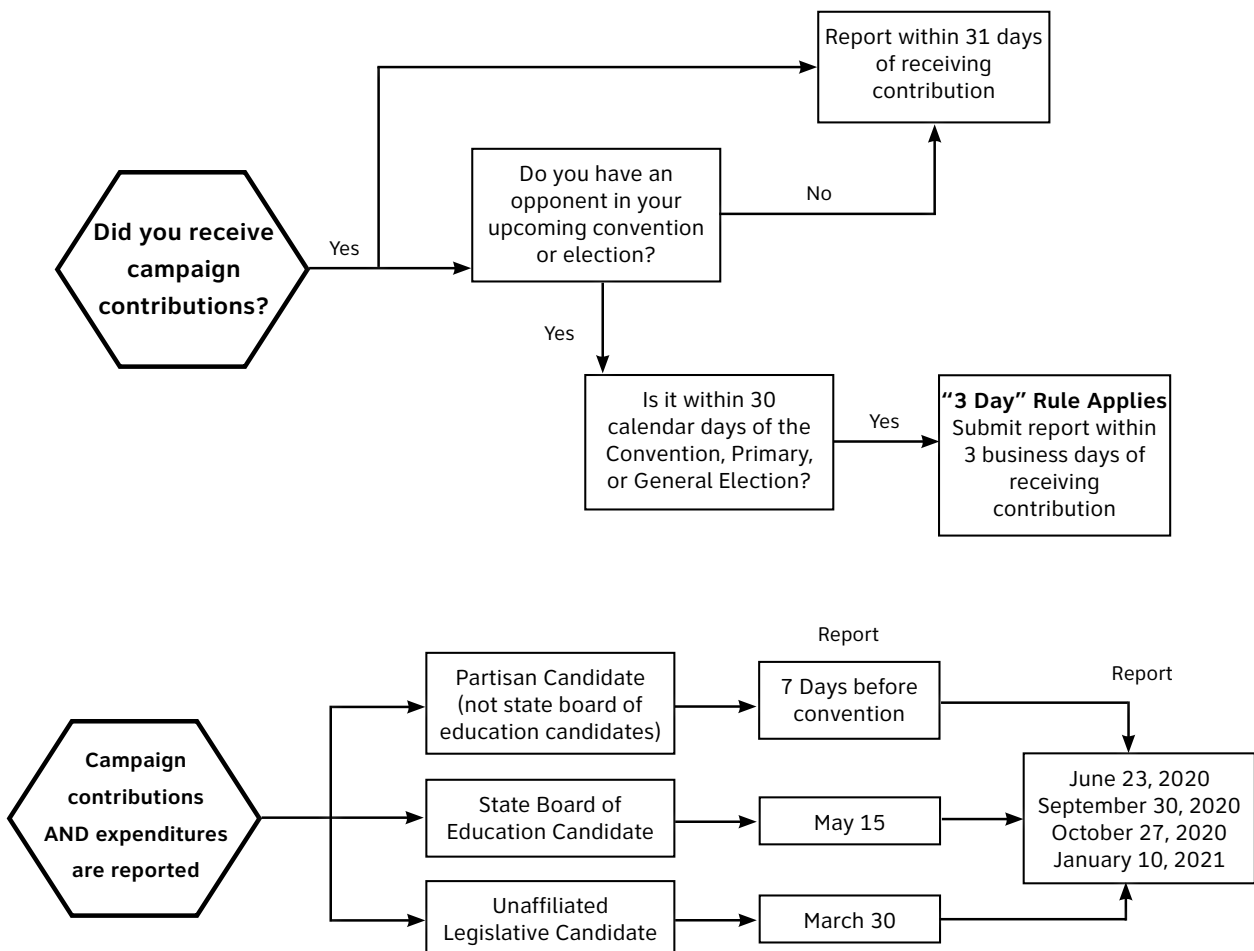 Report within 31 days
of receiving
contribution
Do you have an
opponent in your
upcoming convention
or election?
No
Did you receive
campaign
contributions?
Yes
Yes
Is it within 30
calendar days of the
Convention, Primary,
or General Election?
Yes
“3 Day” Rule Applies
Submit report within
3 business days of
receiving
contribution
Report
Report
Partisan Candidate
(not state board of
education candidates)
7 Days before
convention
Campaign
contributions
AND expenditures
are reported
State Board of
Education Candidate
May 15
June 23, 2020
September 30, 2020
October 27, 2020
January 10, 2021
Unaffiliated
Legislative Candidate
March 30